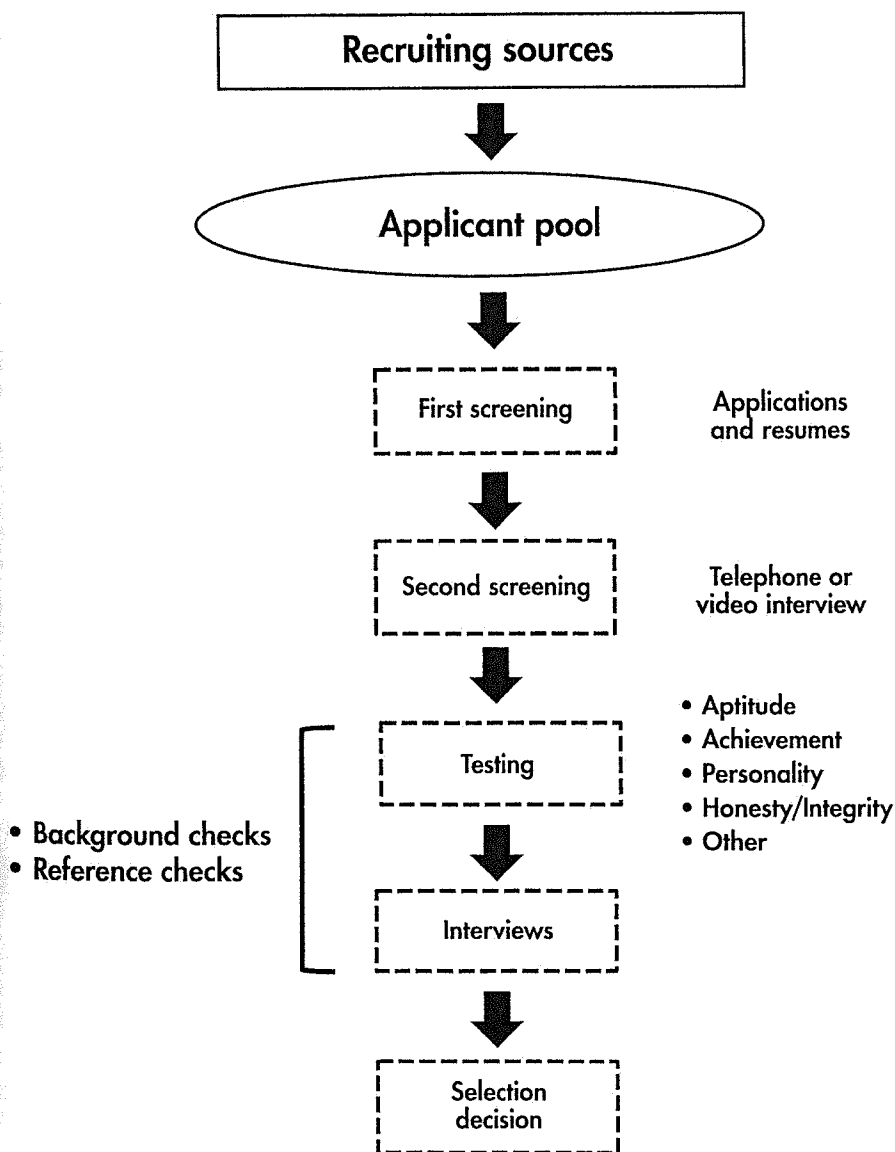 Recruiting sources
Applicant pool
First screening
Applications
and resumes
Second screening
Telephone or
video interview
Testing
• Aptitude
• Achievement
• Personality
• Honesty/Integrity
• Other
• Background checks
• Reference checks
Interviews
Selection
decision